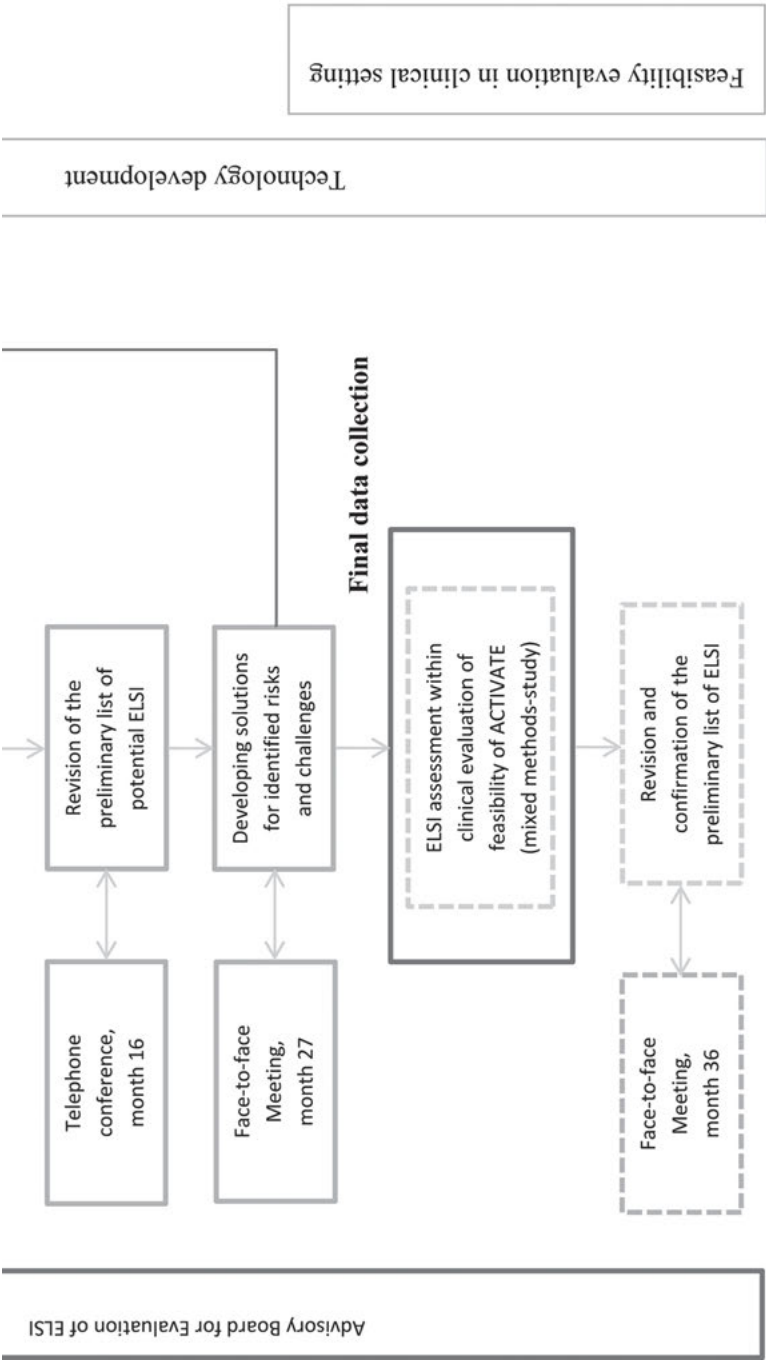 Advisory Board for Evaluation of ELSI
Telephone
conference,
month 16
Revision of the
preliminary list of
potential ELSI
Face-to-face
Meeting,
month 27
Developing solutions
for identified risks
and challenges
Final data collection
ELSI assessment within
clinical evaluation of
feasibility of ACTIVATE
(mixed methods-study)
Face-to-face
Meeting,
month 36
Revision and
confirmation of the
preliminary list of ELSI
Technology development
Feasibility evaluation in clinical setting